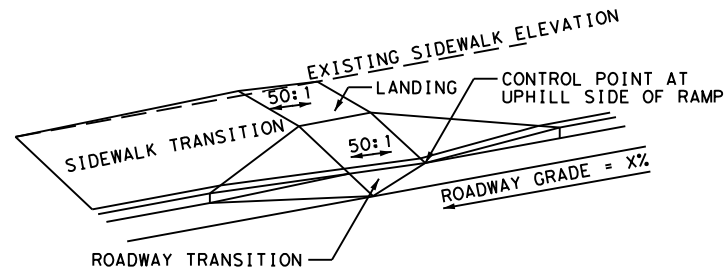 EXISTING SIDEWALK ELEVATION
50:1
LANDING
CONTROL POINT AT
UPHILL SIDE OF RAMP
SIDEWALK TRANSITION
50:1
ROADWAY GRADE = X%
ROADWAY TRANSITION